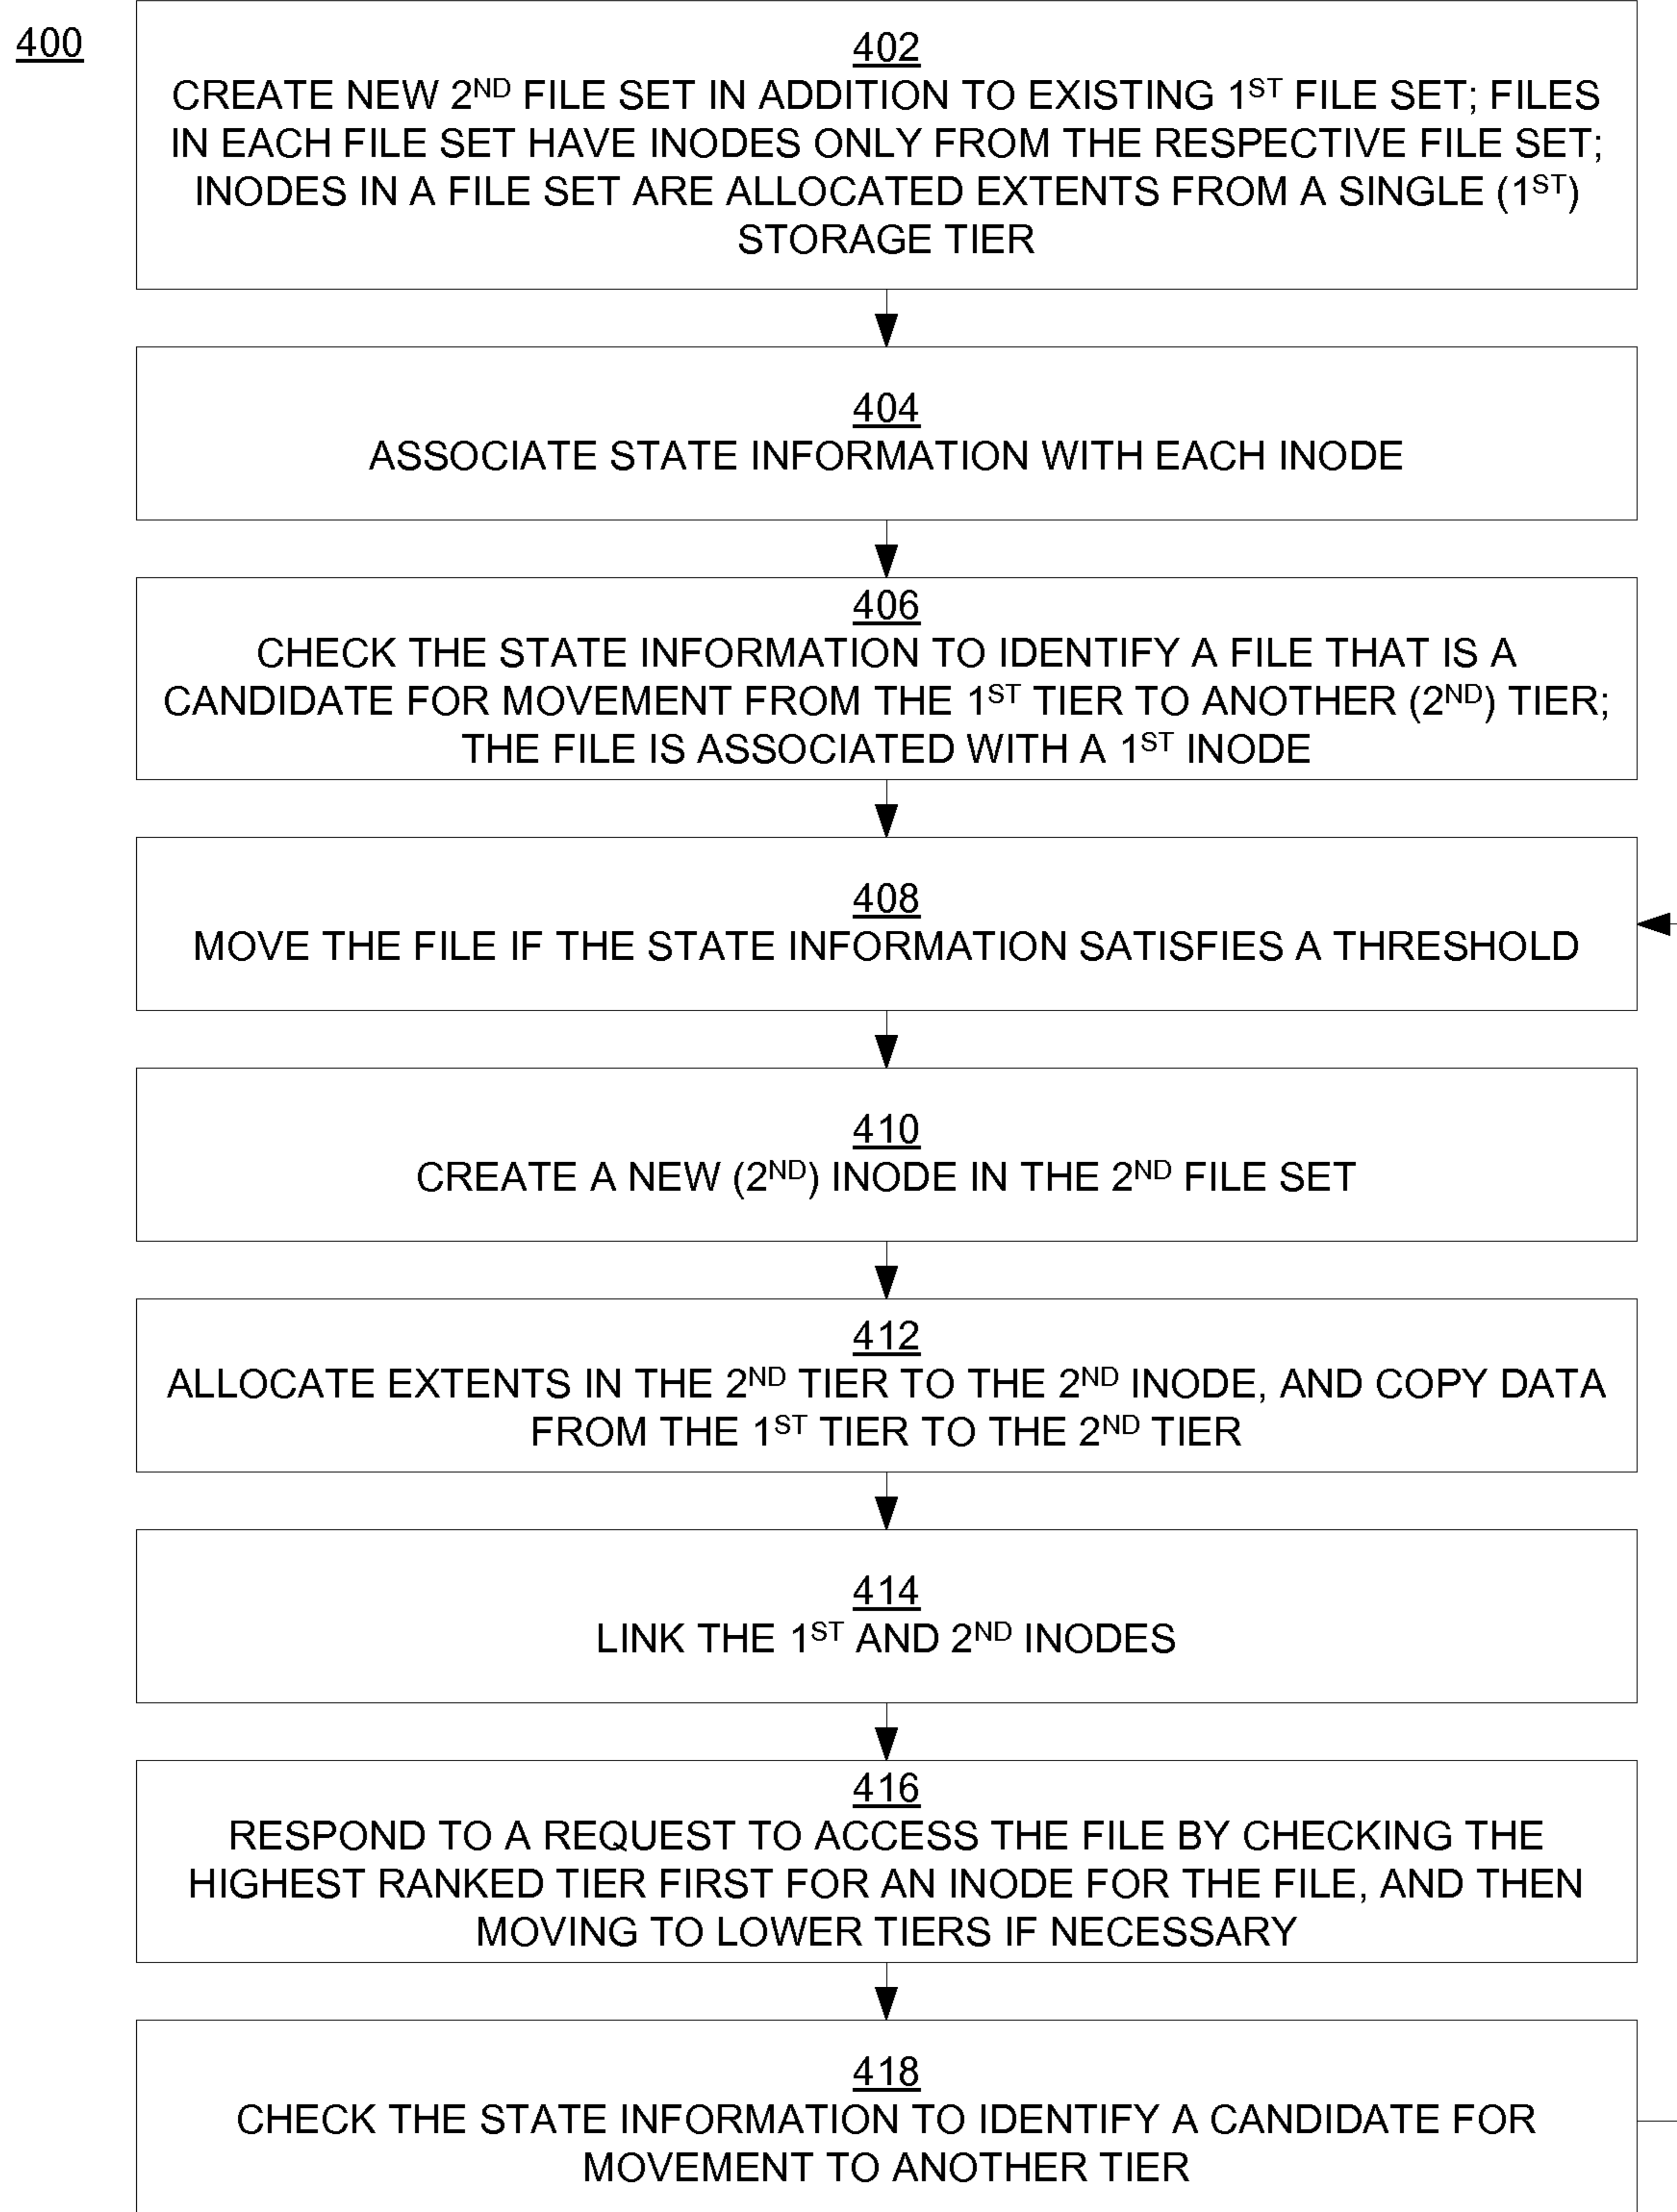 400
402
CREATE NEW 2ND FILE SET IN ADDITION TO EXISTING 1ST FILE SET; FILES
IN EACH FILE SET HAVE INODES ONLY FROM THE RESPECTIVE FILE SET;
INODES IN A FILE SET ARE ALLOCATED EXTENTS FROM A SINGLE (1ST)
STORAGE TIER
404
ASSOCIATE STATE INFORMATION WITH EACH INODE
406
CHECK THE STATE INFORMATION TO IDENTIFY A FILE THAT IS A
CANDIDATE FOR MOVEMENT FROM THE 1ST TIER TO ANOTHER (2ND) TIER;
THE FILE IS ASSOCIATED WITH A 1ST INODE
408
MOVE THE FILE IF THE STATE INFORMATION SATISFIES A THRESHOLD
410
CREATE A NEW (2ND) INODE IN THE 2ND FILE SET
412
ALLOCATE EXTENTS IN THE 2ND TIER TO THE 2ND INODE, AND COPY DATA
FROM THE 1ST TIER TO THE 2ND TIER
414
LINK THE 1ST AND 2ND INODES
416
RESPOND TO A REQUEST TO ACCESS THE FILE BY CHECKING THE
HIGHEST RANKED TIER FIRST FOR AN INODE FOR THE FILE, AND THEN
MOVING TO LOWER TIERS IF NECESSARY
418
CHECK THE STATE INFORMATION TO IDENTIFY A CANDIDATE FOR
MOVEMENT TO ANOTHER TIER